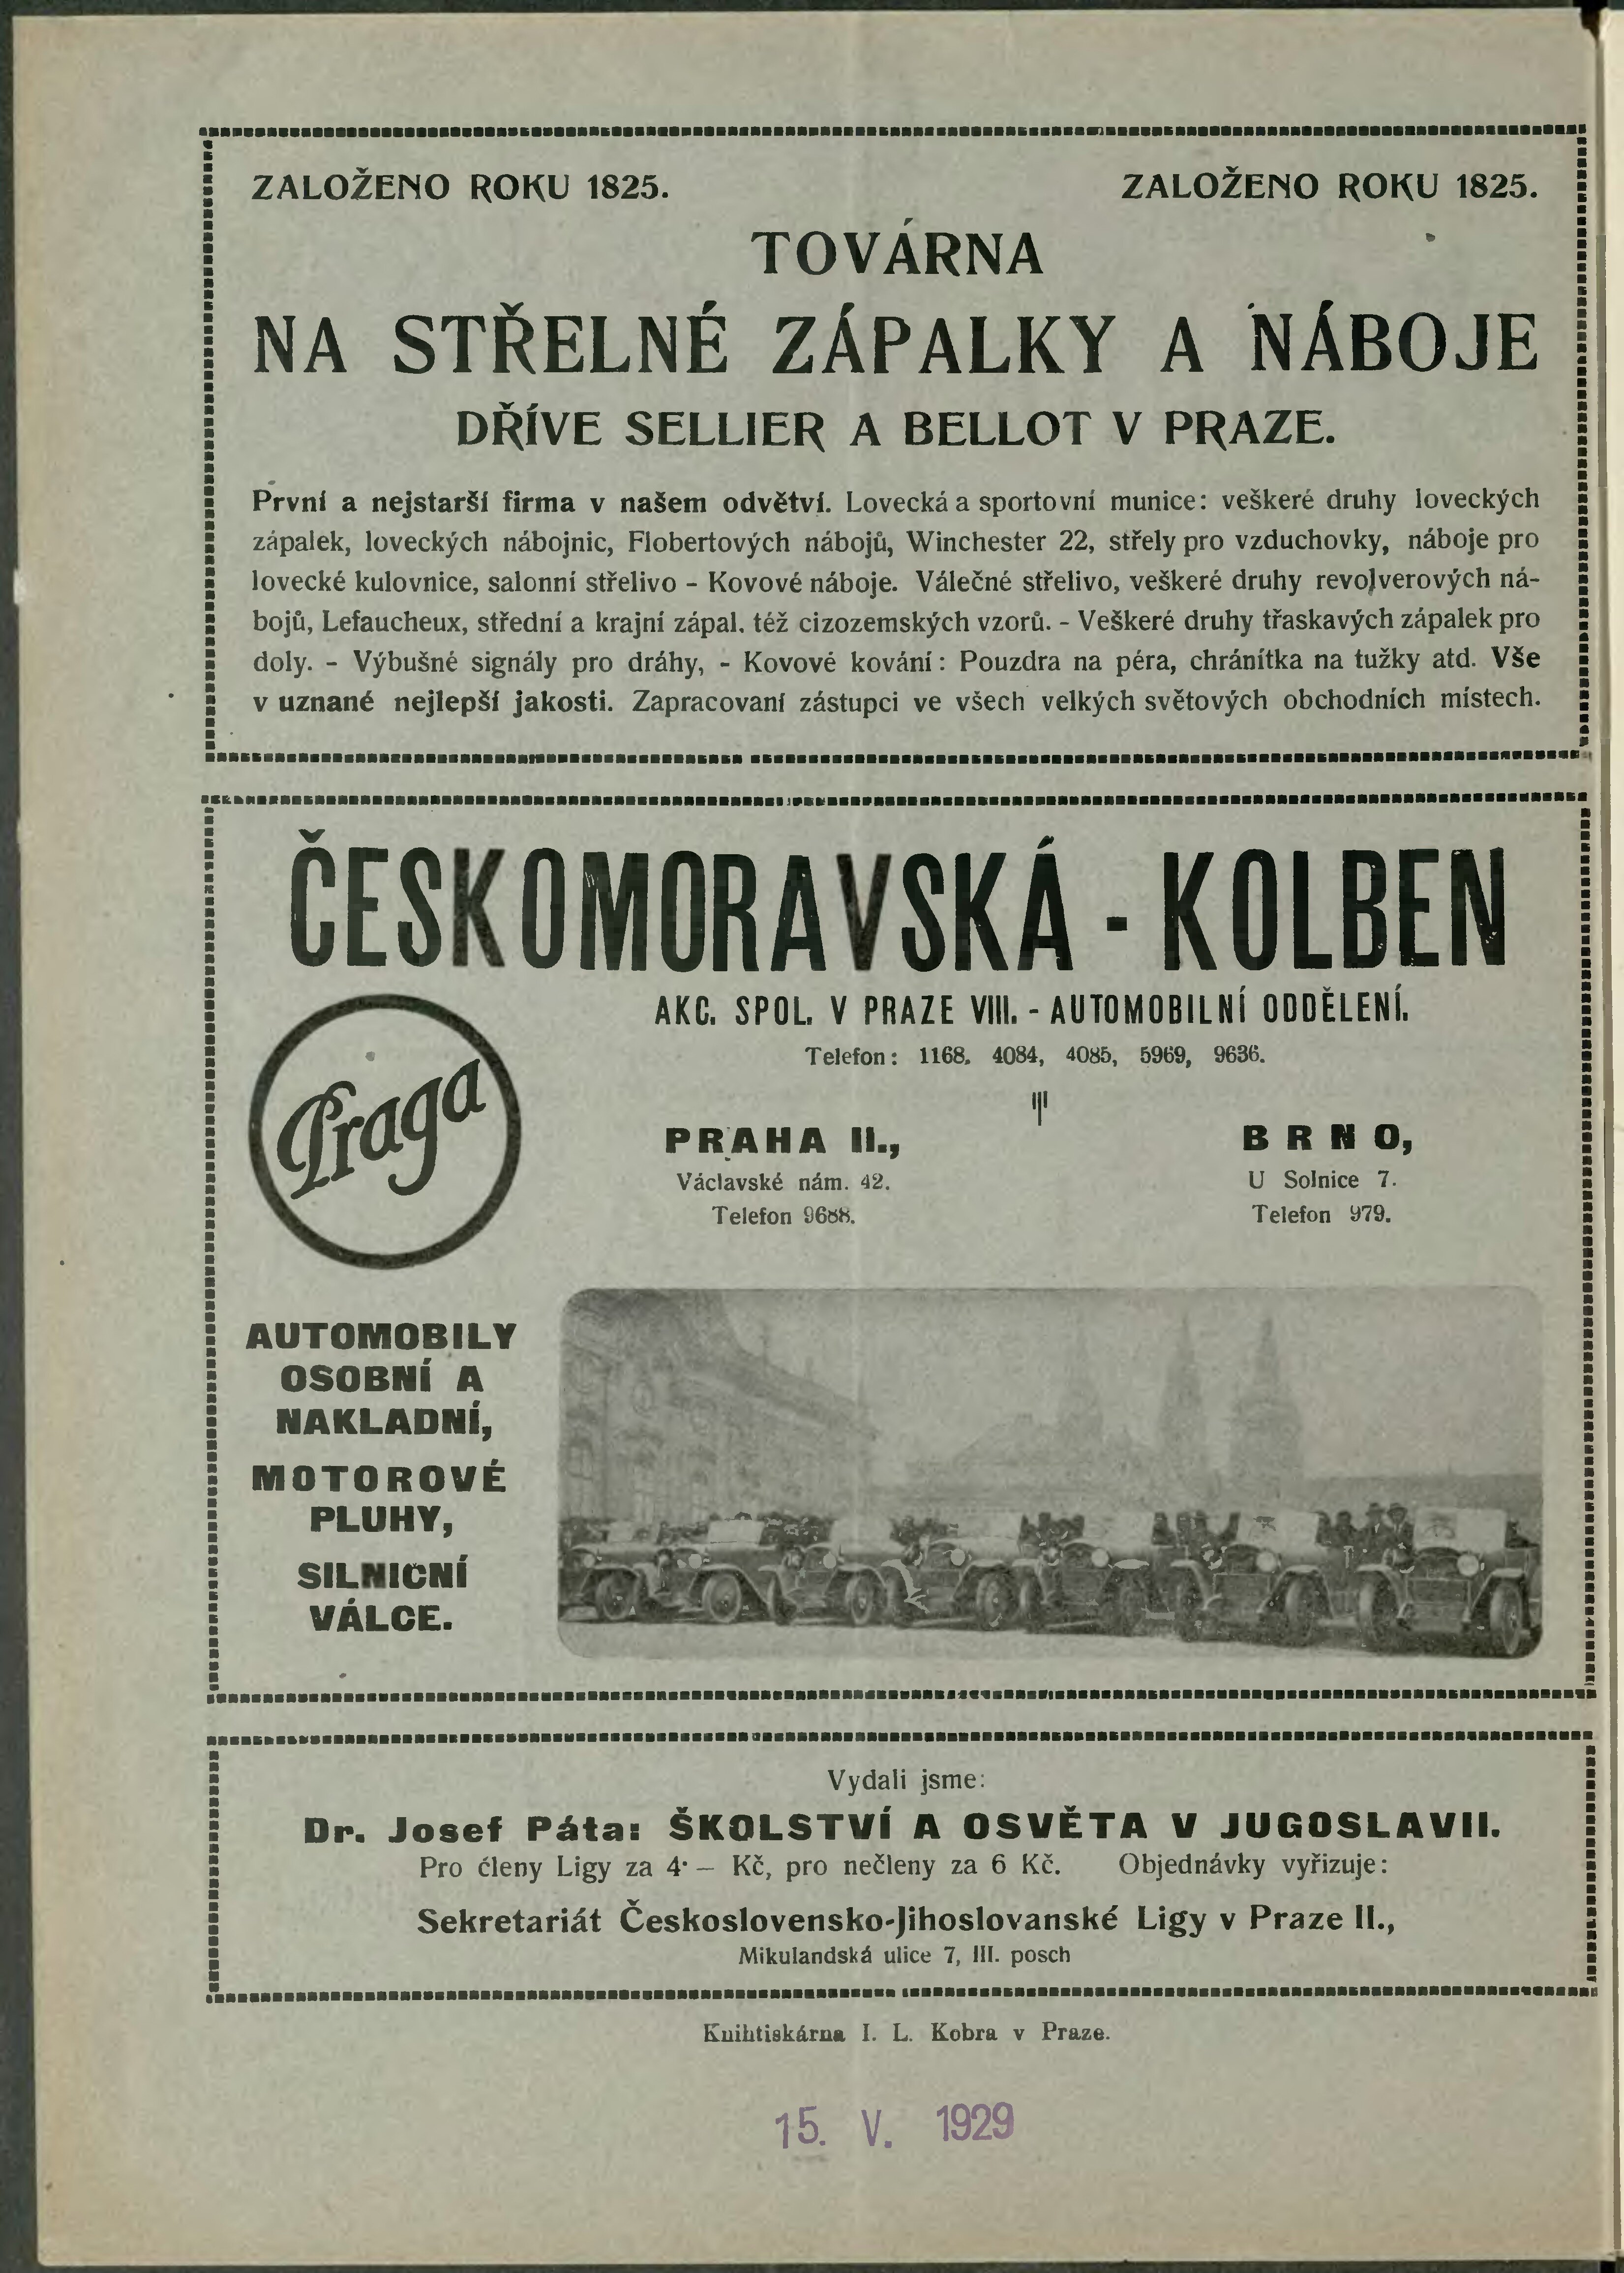 ZALOŽENO ROKU 1825. ZALOŽENO ROKU 1825.
TOVÁRNA
NA STŘELNÉ ZÁPALKY A NÁBOJE
DŘÍVE SELLIER A BELLOT V PRAZE.
První a nejstarší firma v našem odvětví. Lovecká a sportovní munice: veškeré druhy loveckých
zápalek, loveckých nábojnic, Flobertových nábojů, Winchester 22, střely pro vzduchovky, náboje pro
lovecké kulovnice, salonní střelivo - Kovové náboje. Válečné střelivo, veškeré druhy revolverových ná-
bojů, Lefaucheux, střední a krajní zápal. též cizozemských vzorů. - Veškeré druhy třaskavých zápalek pro
doly. - Výbušné signály pro dráhy, - Kovové kování: Pouzdra na péra, chránítka na tužky atd. Vše
v uznané nejlepší jakosti. Zapracovaní zástupci ve všech velkých světových obchodních místech.
ČESKOMORAVSKÁ - KOLBEN
AKC. SPOL. V PRAZE VIII. - AUTOMOBILNÍ ODDĚLENÍ.
Telefon: 1168, 4084, 4085, 5969, 9636.
Praga
PRAHA II., BRNO,
Václavské nám. 42. U Solnice 7.
Telefon 9688. Telefon 979.
AUTOMOBILY
OSOBNÍ A
NAKLADNÍ,
MOTOROVÉ
PLUHY,
SILNIČNÍ
VÁLCE.
Vydali jsme:
Dr. Josef Páta: ŠKOLSTVÍ A OSVĚTA V JUGOSLAVII.
Pro členy Ligy za 4·— Kč, pro nečleny za 6 Kč. Objednávky vyřizuje:
Sekretariát Československo-Jihoslovanské Ligy v Praze II.,
Mikulandská ulice 7, III. posch
Knihtiskárna I. L. Kobra v Praze.
15. V. 1929